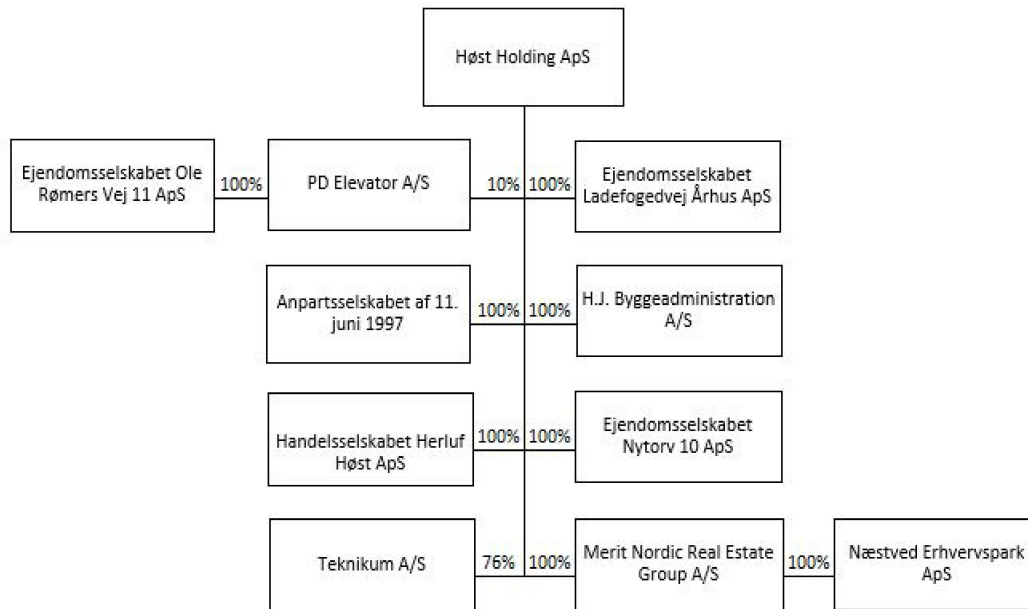 Høst Holding ApS
Ejendomsselskabet Ole
Rømers Vej 11 ApS
100%
PD Elevator A/S
10%
100%
Ejendomsselskabet
Ladefogedvej Århus ApS
Anpartsselskabet af 11.
juni 1997
100%
100%
H.J. Byggeadministration
A/S
Handelsselskabet Herluf
Høst ApS
100%
100%
Ejendomsselskabet
Nytorv 10 ApS
Teknikum A/S
76%
100%
Merit Nordic Real Estate
Group A/S
100%
Næstved Erhvervspark
ApS